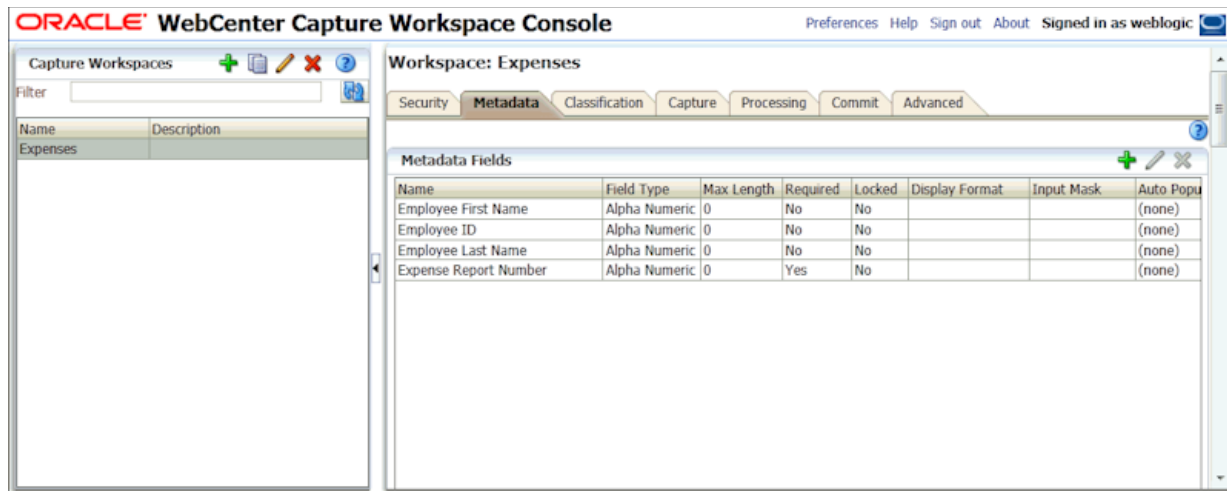 ORACLE WebCenter Capture Workspace Console
Preferences Help Sign out About Signed in as weblogic
Capture Workspaces
Filter
Name Description
Expenses
Workspace: Expenses
Security Metadata Classification Capture Processing Commit Advanced
Metadata Fields
Name Field Type Max Length Required Locked Display Format Input Mask Auto Popu
Employee First Name Alpha Numeric 0 No No (none)
Employee ID Alpha Numeric 0 No No (none)
Employee Last Name Alpha Numeric 0 No No (none)
Expense Report Number Alpha Numeric 0 Yes No (none)